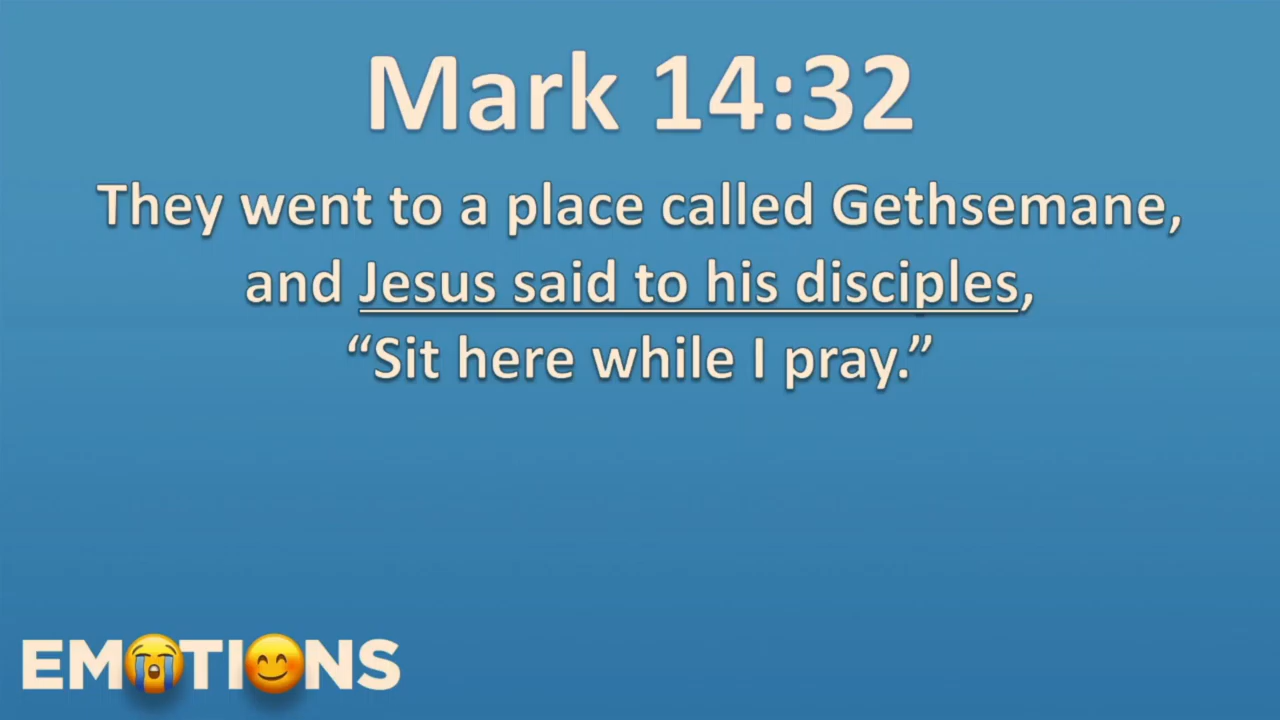 Mark 14:32
They went to a place called Gethsemane,
and Jesus said to his disciples,
“Sit here while I pray.”
EM😭TI😊NS